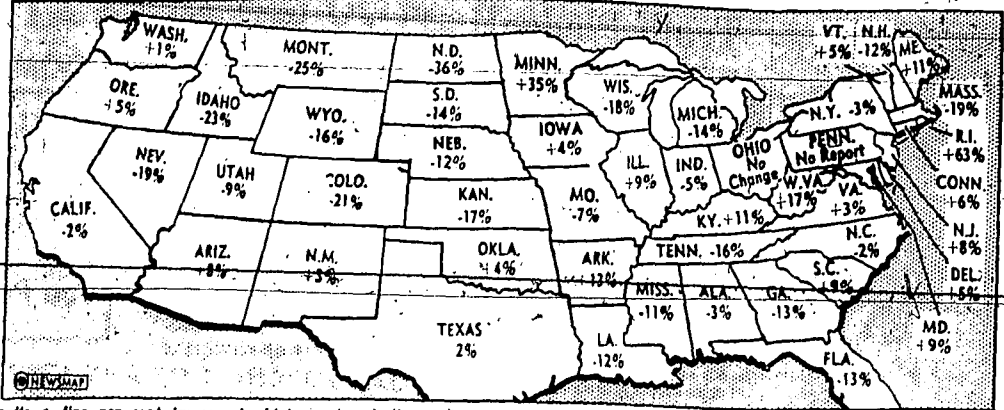 WASH.
+1%
MONT.
-25%
N.D.
-36%
MINN.
+35%
VT.
+5%
N.H.
-12%
ME.
+11%
ORE.
+5%
IDAHO
-23%
WYO.
-16%
S.D.
-14%
WIS.
-18%
MICH.
-14%
N.Y. -3%
MASS.
-19%
R.I.
+63%
CONN.
+6%
NEV.
-19%
UTAH
-9%
COLO.
-21%
NEB.
-12%
IOWA
+4%
ILL.
+9%
IND.
-5%
OHIO
No
Change
PENN.
No Report
W.VA.
+17%
VA.
+3%
N.J.
+8%
CALIF.
-2%
KAN.
-17%
MO.
-7%
KY. +11%
DEL.
ARIZ.
N.M.
OKLA.
4%
ARK.
TENN. -16%
N.C.
-2%
S.C.
MD.
+9%
TEXAS
2%
LA.
-12%
MISS.
-11%
ALA.
-3%
GA.
-13%
FLA.
-13%
NEWSMAP